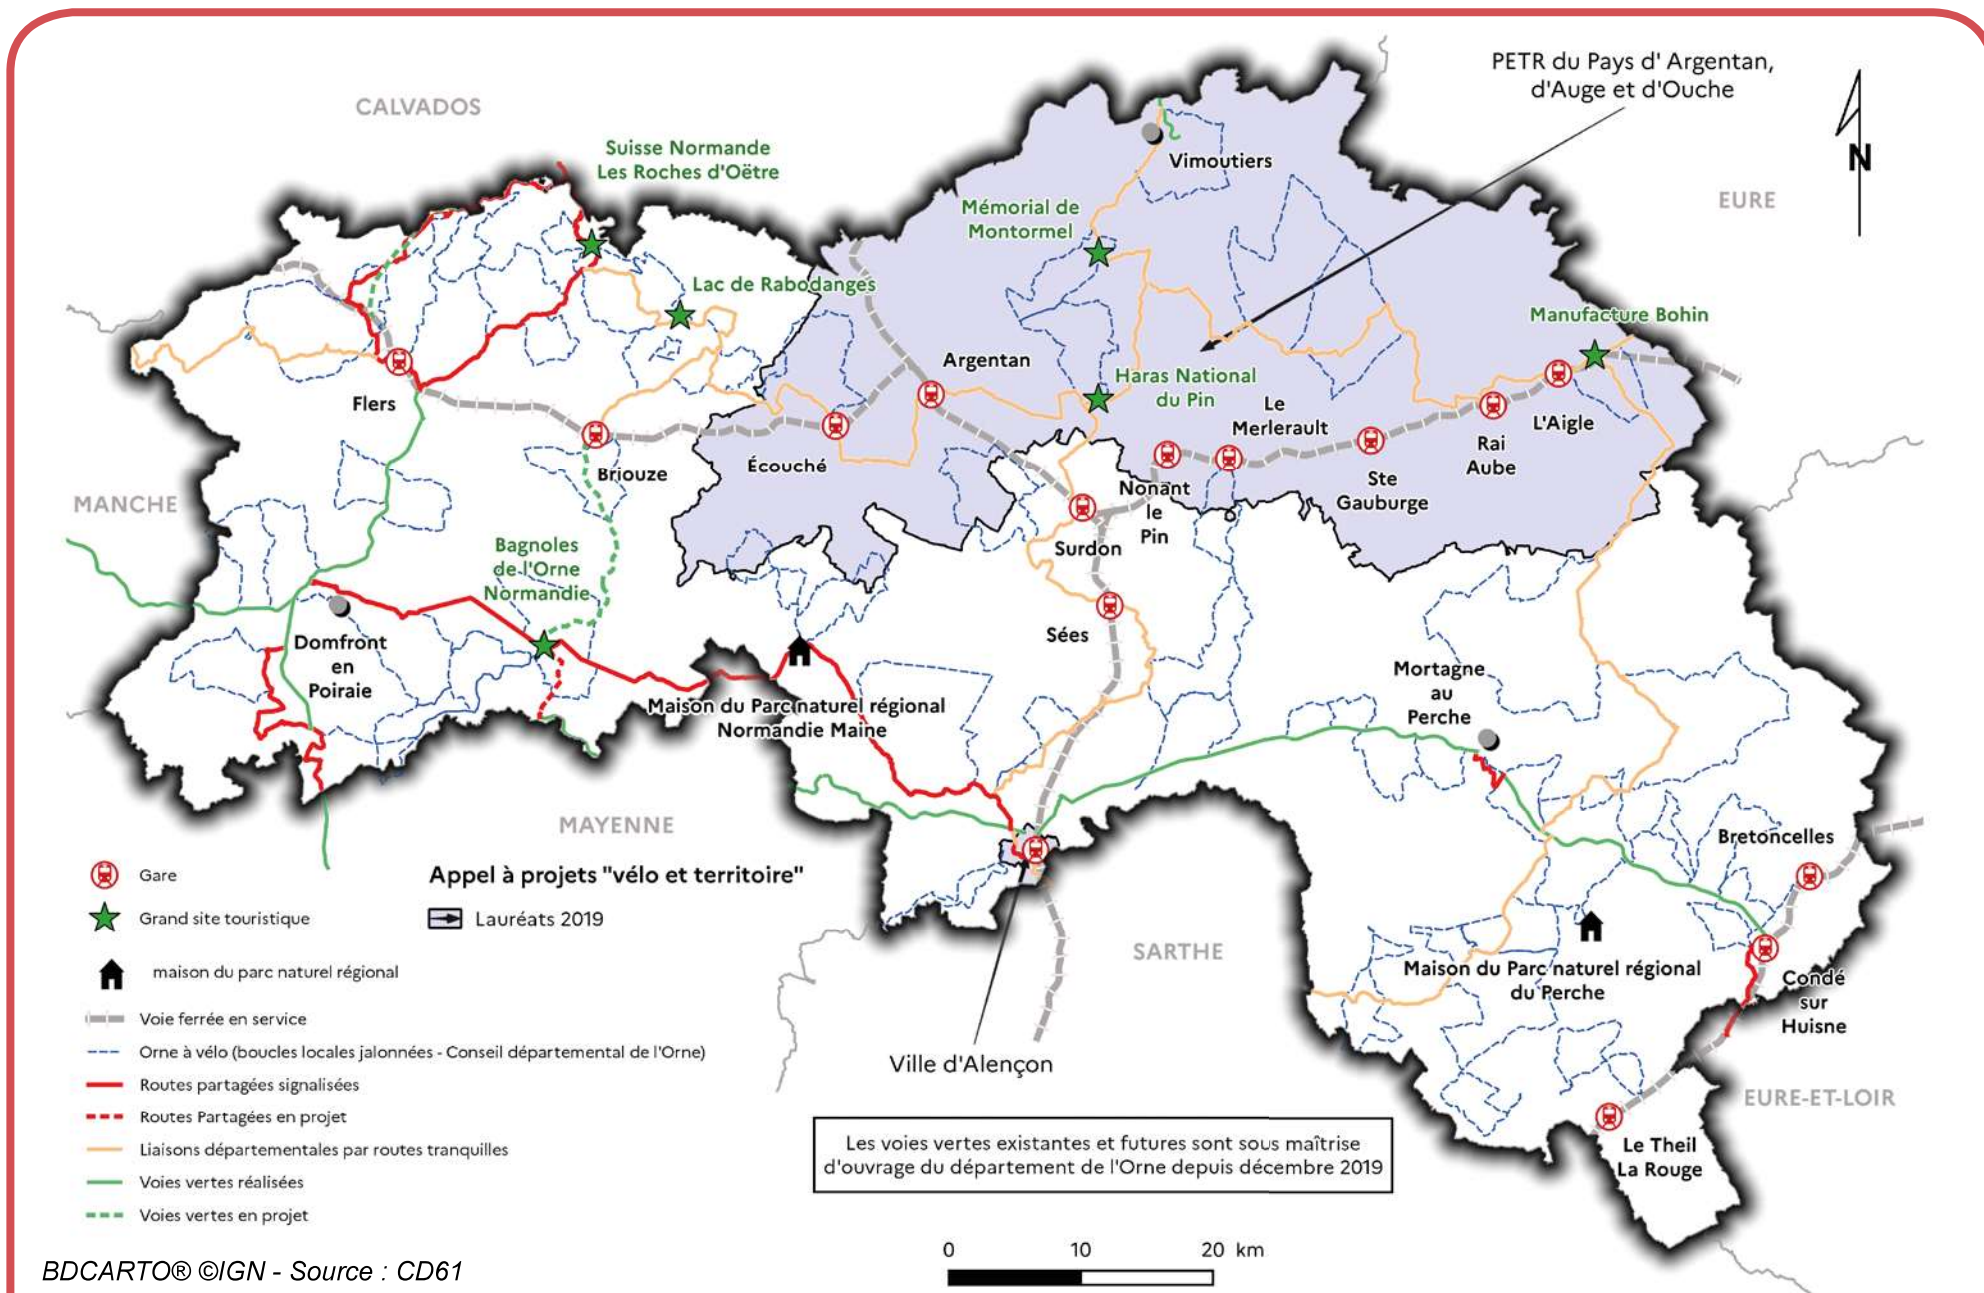 PETR du Pays d' Argentan,
d'Auge et d'Ouche
CALVADOS
N
Suisse Normande
Les Roches d'Oëtre
Vimoutiers
EURE
Mémorial de
Montormel
Lac de Rabodanges
Manufacture Bohin
Argentan
Haras National
du Pin
Flers
Le
Merlerault
L'Aigle
Rai
Aube
Écouché
Briouze
Ste
Gauburge
MANCHE
Nonant
le
Pin
Surdon
Bagnoles
de l'Orne
Normandie
Domfront
en
Poiraie
Sées
Mortagne
au
Perche
Maison du Parc naturel régional
Normandie Maine
MAYENNE
Bretoncelles
SARTHE
Maison du Parc naturel régional
du Perche
Condé
sur
Huisne
Ville d'Alençon
EURE-ET-LOIR
Le Theil
La Rouge
Gare
Grand site touristique
maison du parc naturel régional
Voie ferrée en service
Orne à vélo (boucles locales jalonnées - Conseil départemental de l'Orne)
Routes partagées signalisées
Routes Partagées en projet
Liaisons départementales par routes tranquilles
Voies vertes réalisées
Voies vertes en projet
Appel à projets "vélo et territoire"
Lauréats 2019
Les voies vertes existantes et futures sont sous maîtrise
d'ouvrage du département de l'Orne depuis décembre 2019
0 10 20 km
BDCARTO® ©IGN - Source : CD61